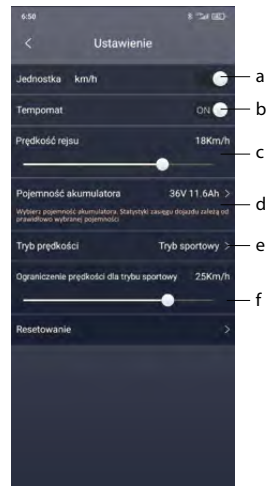 6:50
Ustawienie
Jednostka km/h
a
Tempomat ON
b
Prędkość rejsu 18Km/h
c
Pojemność akumulatora 36V 11.6Ah >
Wybierz pojemność akumulatora. Statystyki zasięgu dojazdu zależą od
prawidłowo wybranej pojemności.
d
Tryb prędkości Tryb sportowy >
e
Ograniczenie prędkości dla trybu sportowy 25Km/h
f
Resetowanie >